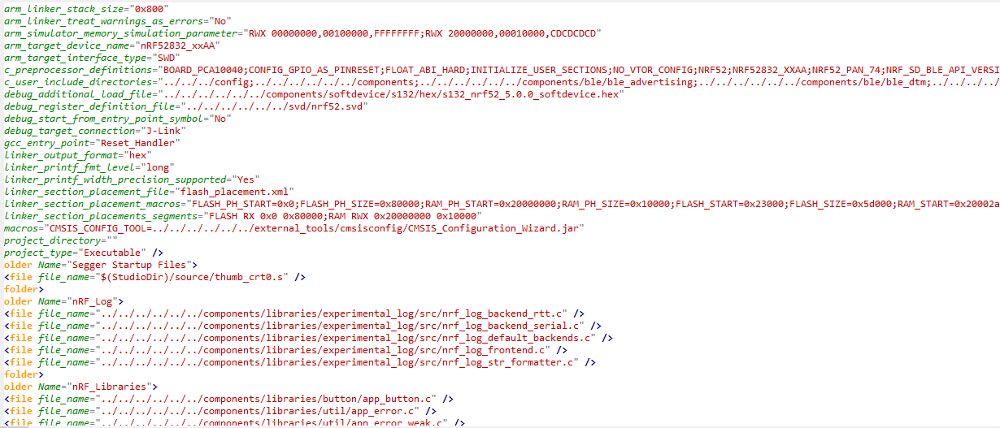 arm_linker_stack_size="0x800"
arm_linker_treat_warnings_as_errors="No"
arm_simulator_memory_simulation_parameter="RWX 00000000,00100000,FFFFFFFF;RWX 20000000,00010000,CDCDCDCD"
arm_target_device_name="nRF52832_xxAA"
arm_target_interface_type="SWD"
c_preprocessor_definitions="BOARD_PCA10040;CONFIG_GPIO_AS_PINRESET;FLOAT_ABI_HARD;INITIALIZE_USER_SECTIONS;NO_VTOR_CONFIG;NRF52;NRF52832_XXAA;NRF52_PAN_74;NRF_SD_BLE_API_VERSI
c_user_include_directories="../../../config;../../../../../../components;../../../../../../components/ble/ble_advertising;../../../../../../components/ble/ble_dtm;../../../..
debug_additional_load_file="../../../../../../components/softdevice/s132/hex/s132_nrf52_5.0.0_softdevice.hex"
debug_register_definition_file="../../../../../../svd/nrf52.svd"
debug_start_from_entry_point_symbol="No"
debug_target_connection="J-Link"
gcc_entry_point="Reset_Handler"
linker_output_format="hex"
linker_printf_fmt_level="long"
linker_printf_width_precision_supported="Yes"
linker_section_placement_file="flash_placement.xml"
linker_section_placement_macros="FLASH_PH_START=0x0;FLASH_PH_SIZE=0x80000;RAM_PH_START=0x20000000;RAM_PH_SIZE=0x10000;FLASH_START=0x23000;FLASH_SIZE=0x5d000;RAM_START=0x20002a
linker_section_placements_segments="FLASH RX 0x0 0x80000;RAM RWX 0x20000000 0x10000"
macros="CMSIS_CONFIG_TOOL=../../../../../../external_tools/cmsisconfig/CMSIS_Configuration_Wizard.jar"
project_directory=""
project_type="Executable" />
older Name="Segger Startup Files">
<file file_name="$(StudioDir)/source/thumb_crt0.s" />
folder>
older Name="nRF_Log">
<file file_name="../../../../../../components/libraries/experimental_log/src/nrf_log_backend_rtt.c" />
<file file_name="../../../../../../components/libraries/experimental_log/src/nrf_log_backend_serial.c" />
<file file_name="../../../../../../components/libraries/experimental_log/src/nrf_log_default_backends.c" />
<file file_name="../../../../../../components/libraries/experimental_log/src/nrf_log_frontend.c" />
<file file_name="../../../../../../components/libraries/experimental_log/src/nrf_log_str_formatter.c" />
folder>
older Name="nRF_Libraries">
<file file_name="../../../../../../components/libraries/button/app_button.c" />
<file file_name="../../../../../../components/libraries/util/app_error.c" />
<file file_name="../../../../../../components/libraries/util/app_error_weak.c" />